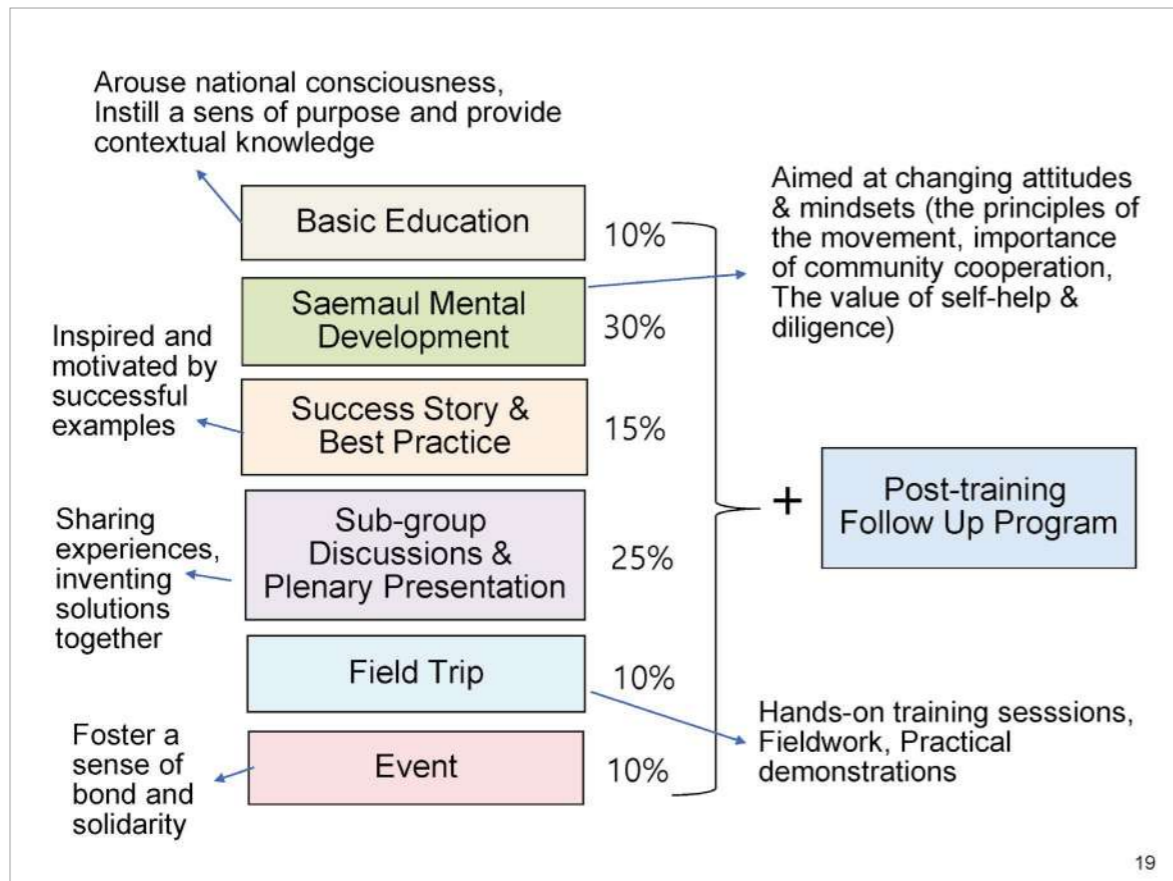 Arouse national consciousness,
Instill a sens of purpose and provide
contextual knowledge
Basic Education
10%
Aimed at changing attitudes
& mindsets (the principles of
the movement, importance
of community cooperation,
The value of self-help &
diligence)
Saemaul Mental
Development
30%
Inspired and
motivated by
successful
examples
Success Story &
Best Practice
15%
Sharing
experiences,
inventing
solutions
together
Sub-group
Discussions &
Plenary Presentation
25%
+
Post-training
Follow Up Program
Field Trip
10%
Hands-on training sesssions,
Fieldwork, Practical
demonstrations
Foster a
sense of
bond and
solidarity
Event
10%
19